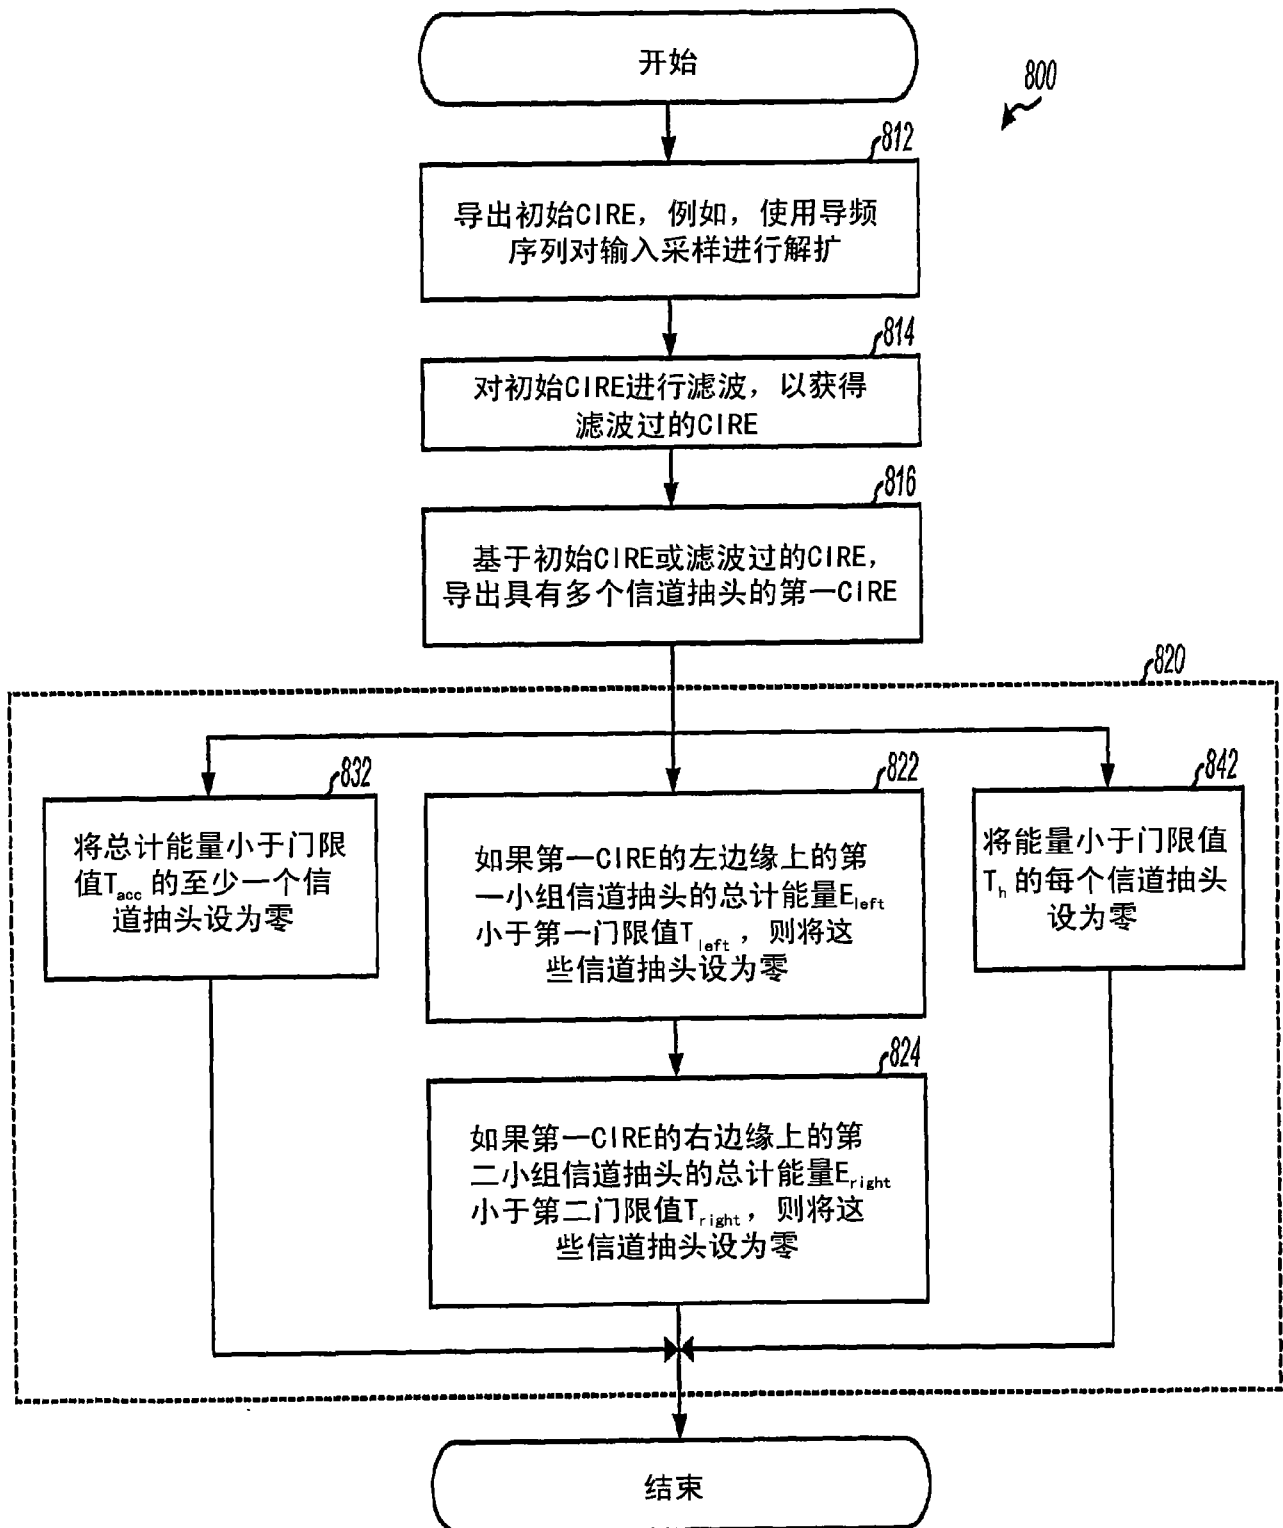 开始
800
812
导出初始CIRE，例如，使用导频
序列对输入采样进行解扩
814
对初始CIRE进行滤波，以获得
滤波过的CIRE
816
基于初始CIRE或滤波过的CIRE，
导出具有多个信道抽头的第一CIRE
820
832
将总计能量小于门限
值Tacc 的至少一个信
道抽头设为零
822
如果第一CIRE的左边缘上的第
一小组信道抽头的总计能量Eleft
小于第一门限值Tleft，则将这
些信道抽头设为零
842
将能量小于门限值
Th 的每个信道抽头
设为零
824
如果第一CIRE的右边缘上的第
二小组信道抽头的总计能量Eright
小于第二门限值Tright，则将这
些信道抽头设为零
结束